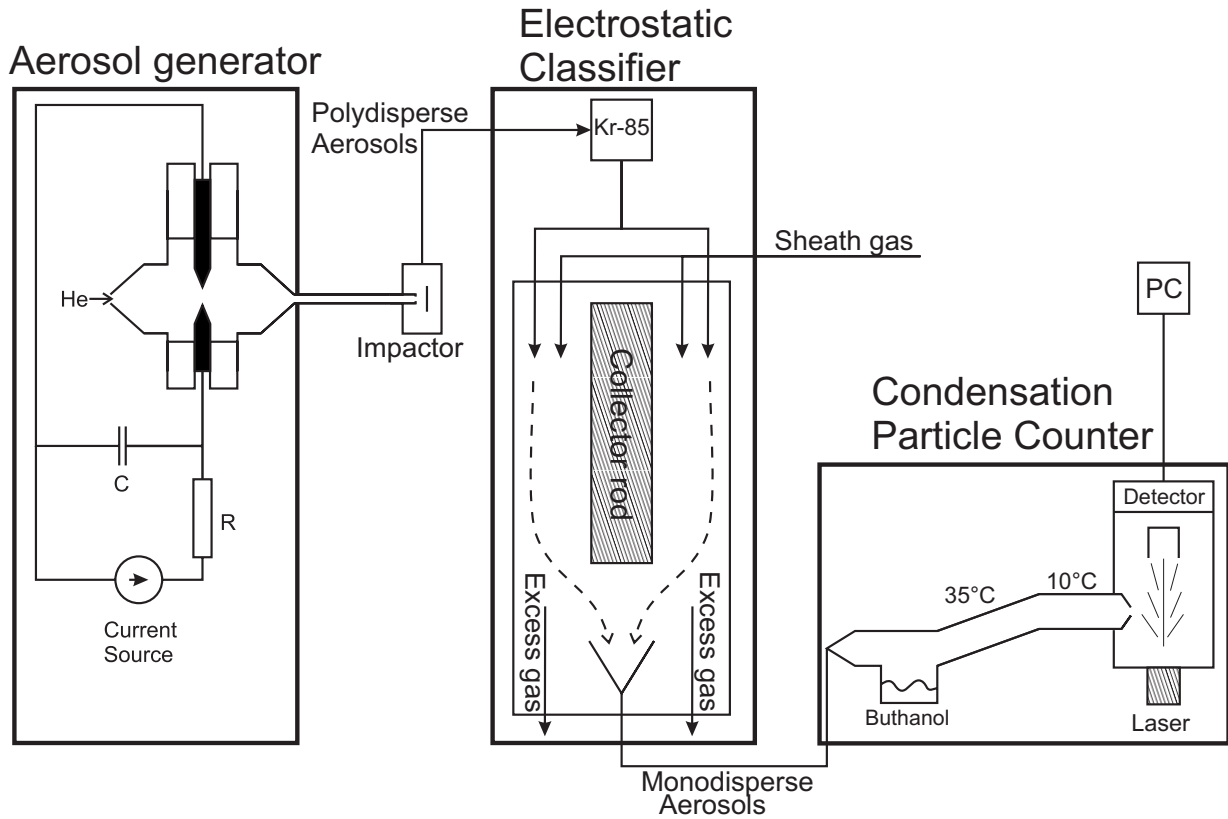 Aerosol generator
He
C
R
Current
Source
Impactor
Polydisperse
Aerosols
Electrostatic
Classifier
Kr-85
Sheath gas
Collector rod
Excess gas
Excess gas
Monodisperse
Aerosols
Condensation
Particle Counter
PC
Detector
35°C
10°C
Buthanol
Laser